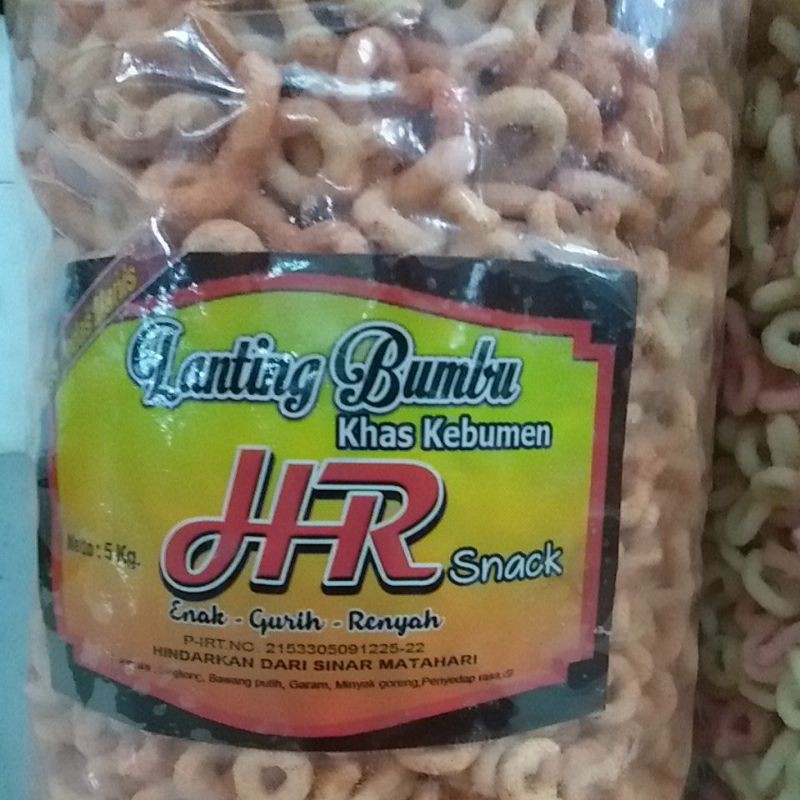 Manis
Lanting Bumbu
Khas Kebumen
HR
Snack
Netto : 5 Kg.
Enak - Gurih - Renyah
P-IRT.NO. 2153305091225-22
HINDARKAN DARI SINAR MATAHARI
Bawang putih, Garam, Minyak goreng,Penyedap rasa,